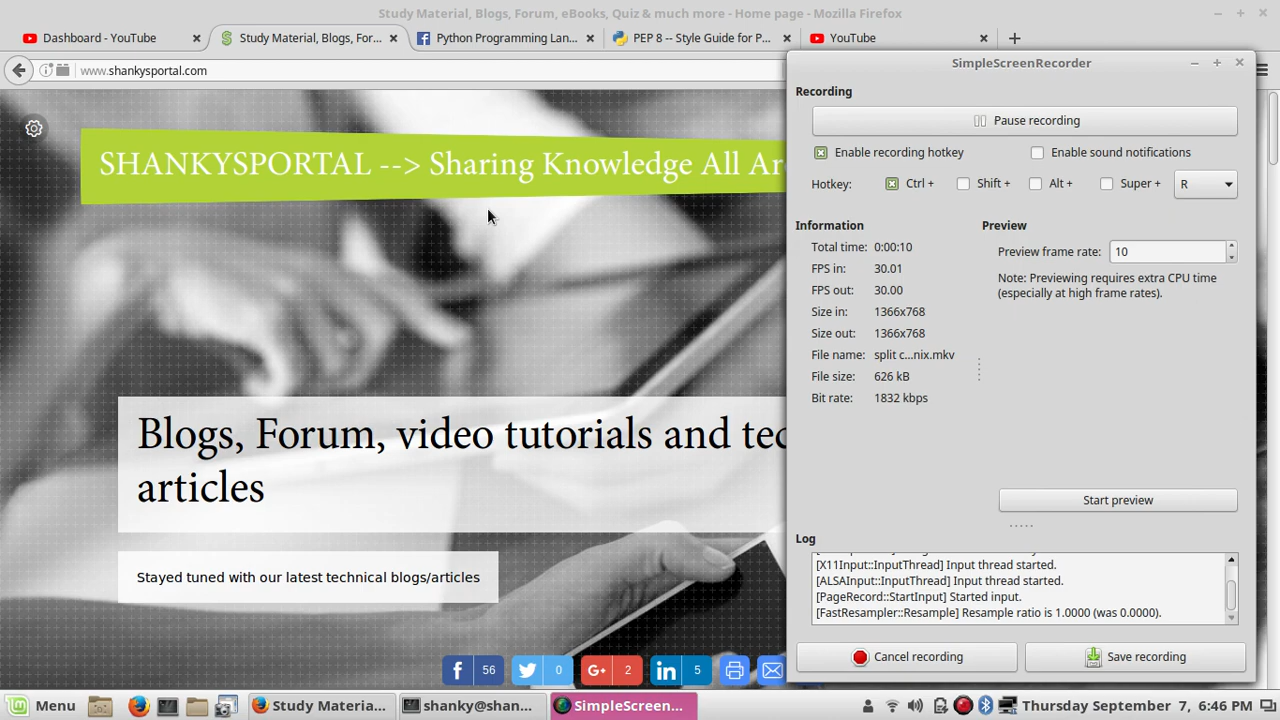 Study Material, Blogs, Forum, eBooks, Quiz & much more - Home page - Mozilla Firefox
Dashboard - YouTube
Study Material, Blogs, For...
Python Programming Lan...
PEP 8 -- Style Guide for P...
YouTube
www.shankysportal.com
SimpleScreenRecorder
Recording
Pause recording
Enable recording hotkey
Enable sound notifications
Hotkey:
Ctrl +
Shift +
Alt +
Super +
R
SHANKYSPORTAL --> Sharing Knowledge All
Information
Total time: 0:00:10
FPS in: 30.01
FPS out: 30.00
Size in: 1366x768
Size out: 1366x768
File name: split c...nix.mkv
File size: 626 kB
Bit rate: 1832 kbps
Preview
Preview frame rate: 10
Note: Previewing requires extra CPU time
(especially at high frame rates).
Start preview
Blogs, Forum, video tutorials and tec
articles
Stayed tuned with our latest technical blogs/articles
Log
[X11Input::InputThread] Input thread started.
[ALSAInput::InputThread] Input thread started.
[PageRecord::StartInput] Started input.
[FastResampler::Resample] Resample ratio is 1.0000 (was 0.0000).
Cancel recording
Save recording
56
0
G+ 2
in 5
Menu
Study Materia...
shanky@shan...
SimpleScreen...
Thursday September 7, 6:46 PM